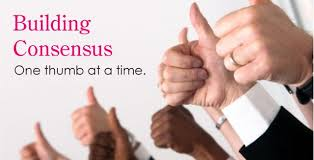 Building
Consensus
One thumb at a time.